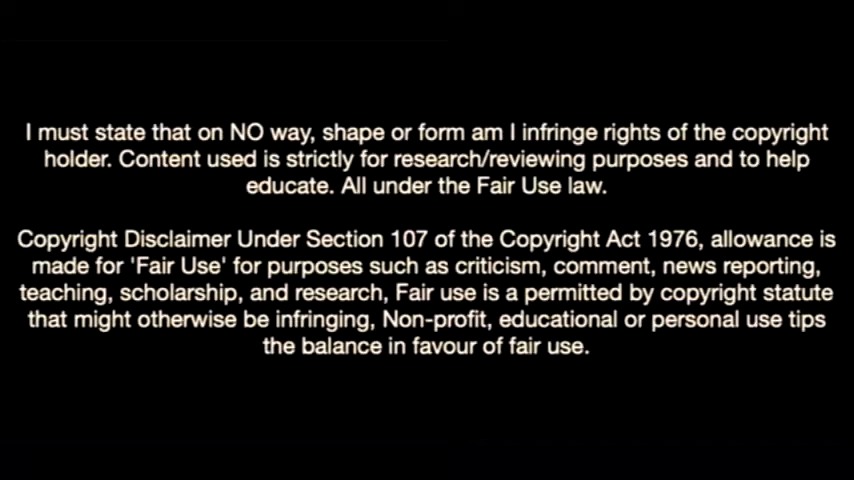 I must state that on NO way, shape or form am I infringe rights of the copyright
holder. Content used is strictly for research/reviewing purposes and to help
educate. All under the Fair Use law.
Copyright Disclaimer Under Section 107 of the Copyright Act 1976, allowance is
made for 'Fair Use' for purposes such as criticism, comment, news reporting,
teaching, scholarship, and research, Fair use is a permitted by copyright statute
that might otherwise be infringing, Non-profit, educational or personal use tips
the balance in favour of fair use.